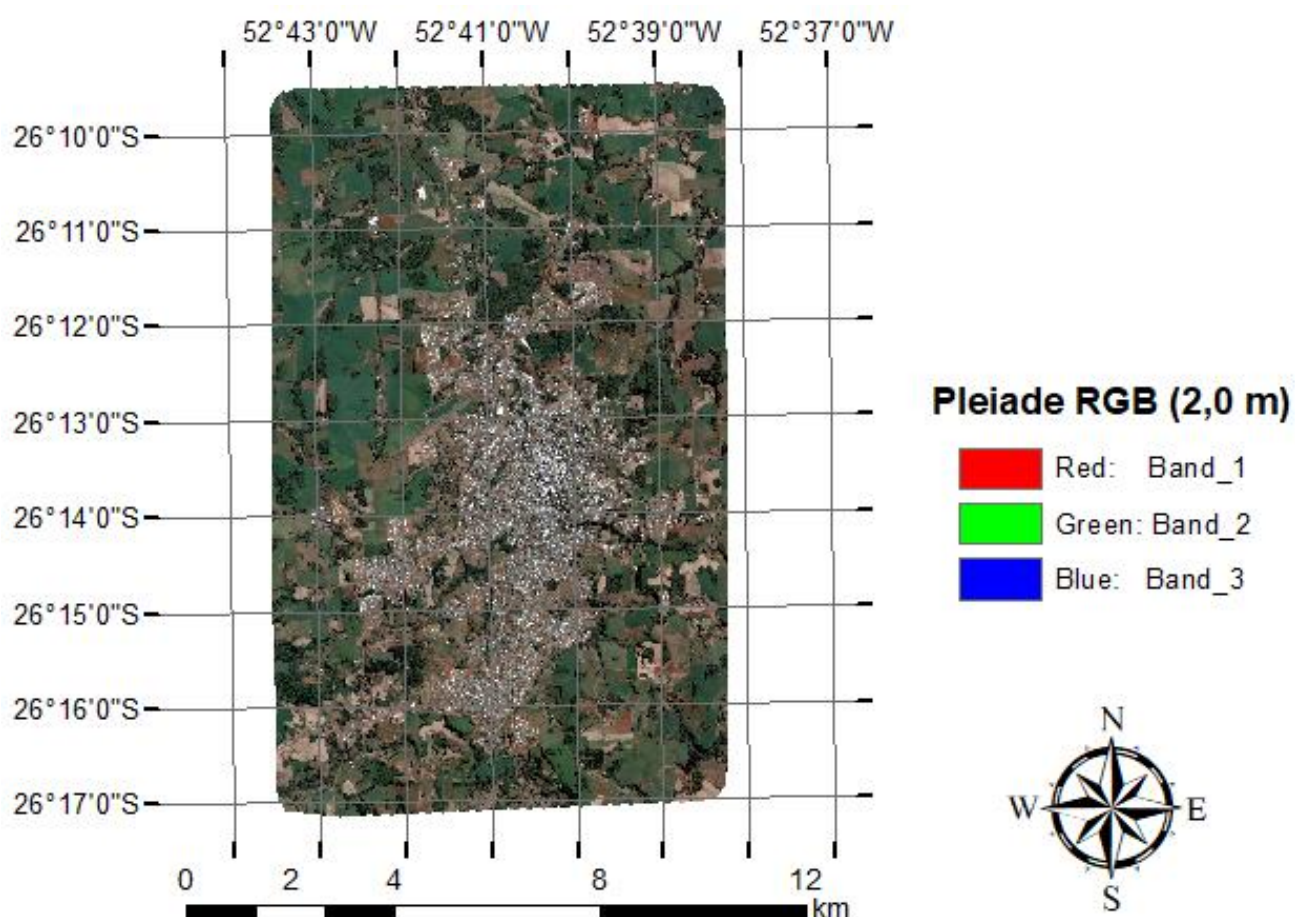 52°43'0"W 52°41'0"W 52°39'0"W 52°37'0"W
26°10'0"S
26°11'0"S
26°12'0"S
26°13'0"S
26°14'0"S
26°15'0"S
26°16'0"S
26°17'0"S
Pleiade RGB (2,0 m)
Red: Band_1
Green: Band_2
Blue: Band_3
N
W E
S
0 2 4 8 12
km